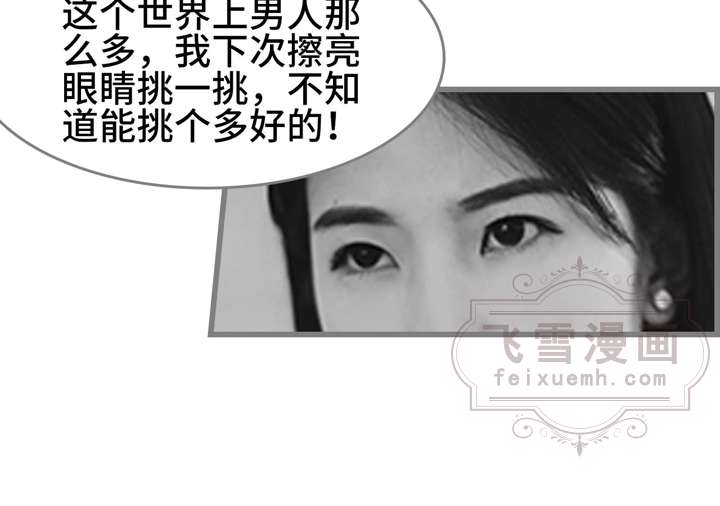 这个世界上男人那
么多，我下次擦亮
眼睛挑一挑，不知
道能挑个多好的！
飞雪漫画
feixuemh.com